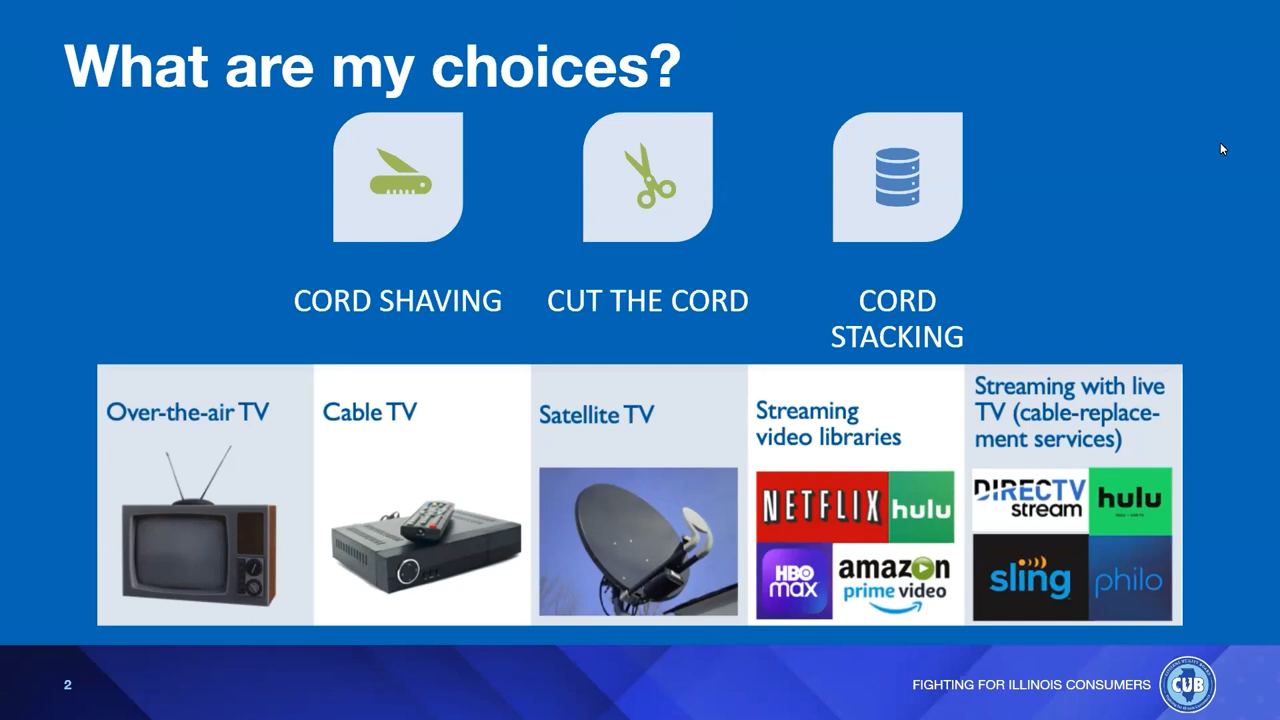 What are my choices?
CORD SHAVING
CUT THE CORD
CORD
STACKING
Over-the-air TV
Cable TV
Satellite TV
Streaming
video libraries
NETFLIX
hulu
HBO
max
amazon
prime video
Streaming with live
TV (cable-replace-
ment services)
DIRECTV
stream
hulu
sling
philo
2
FIGHTING FOR ILLINOIS CONSUMERS
CUB